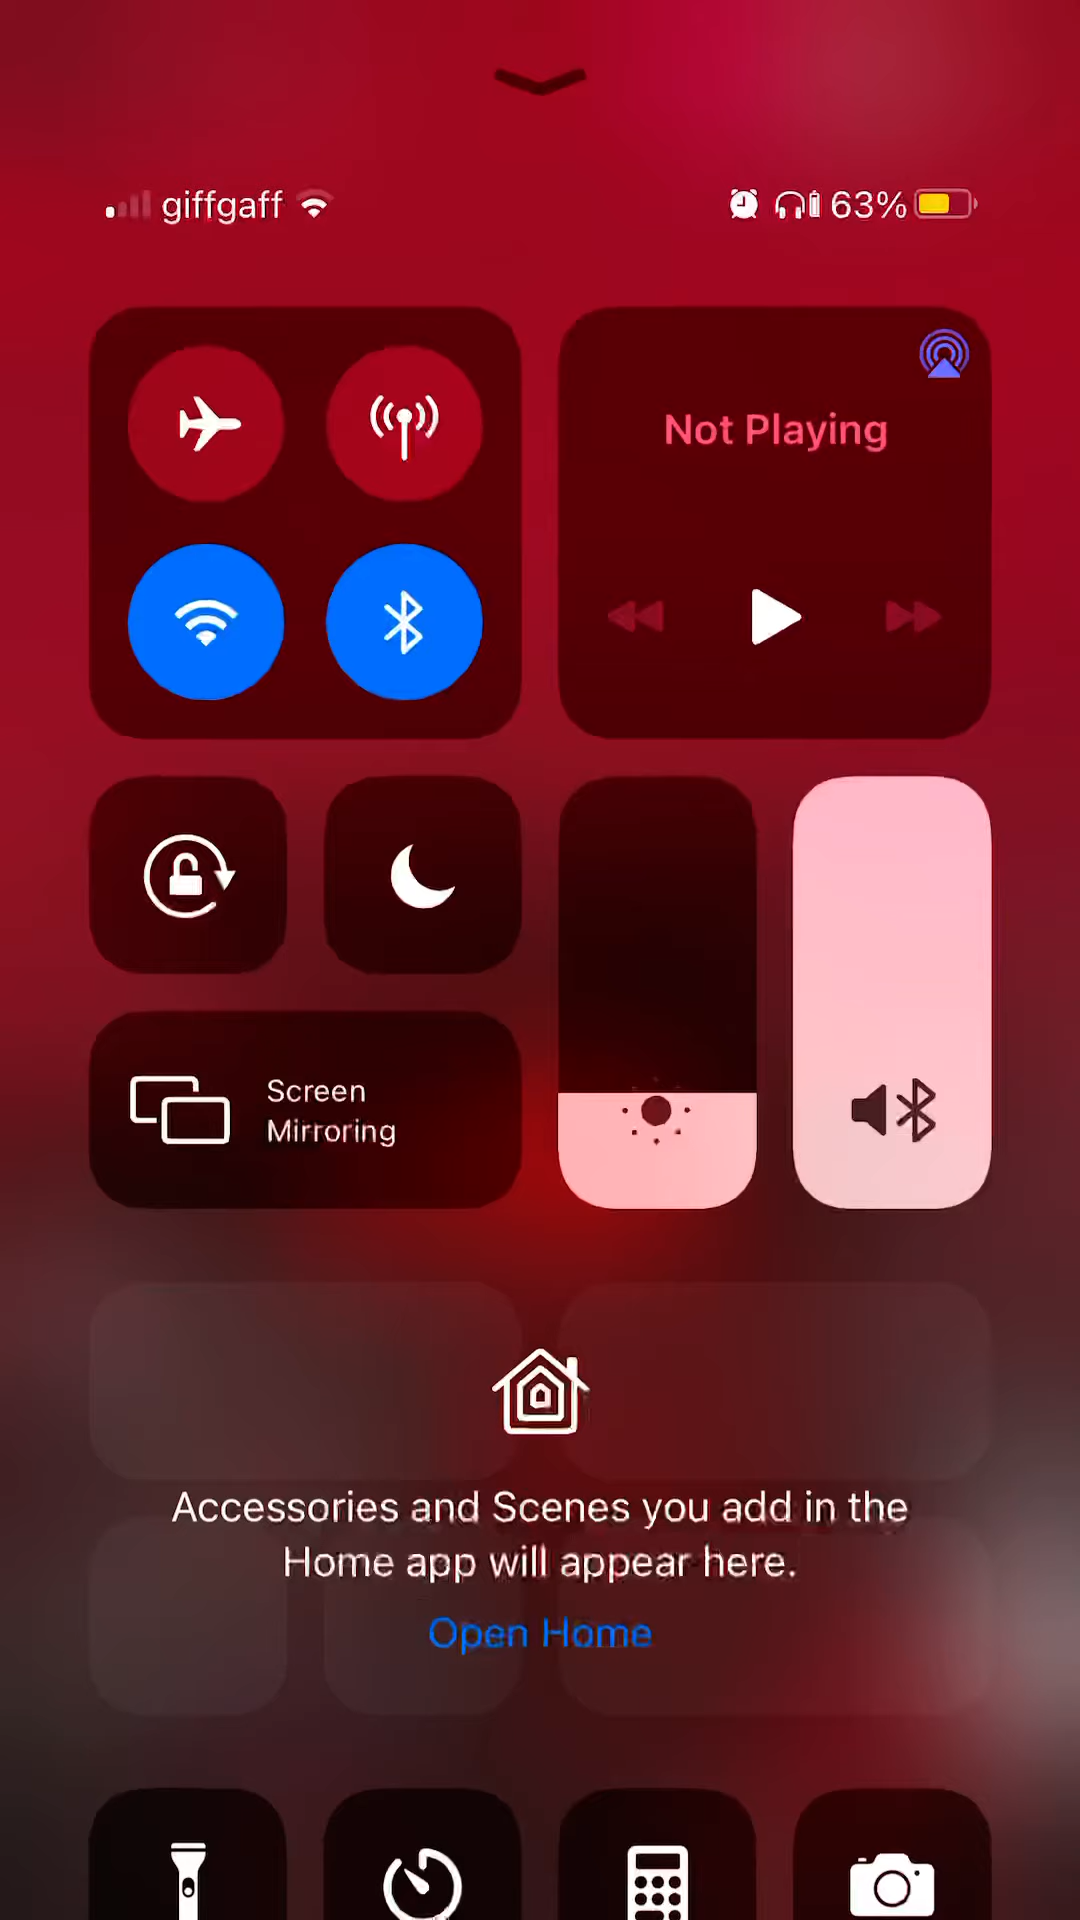 giffgaff 63%
Not Playing
Screen
Mirroring
Accessories and Scenes you add in the
Home app will appear here.
Open Home